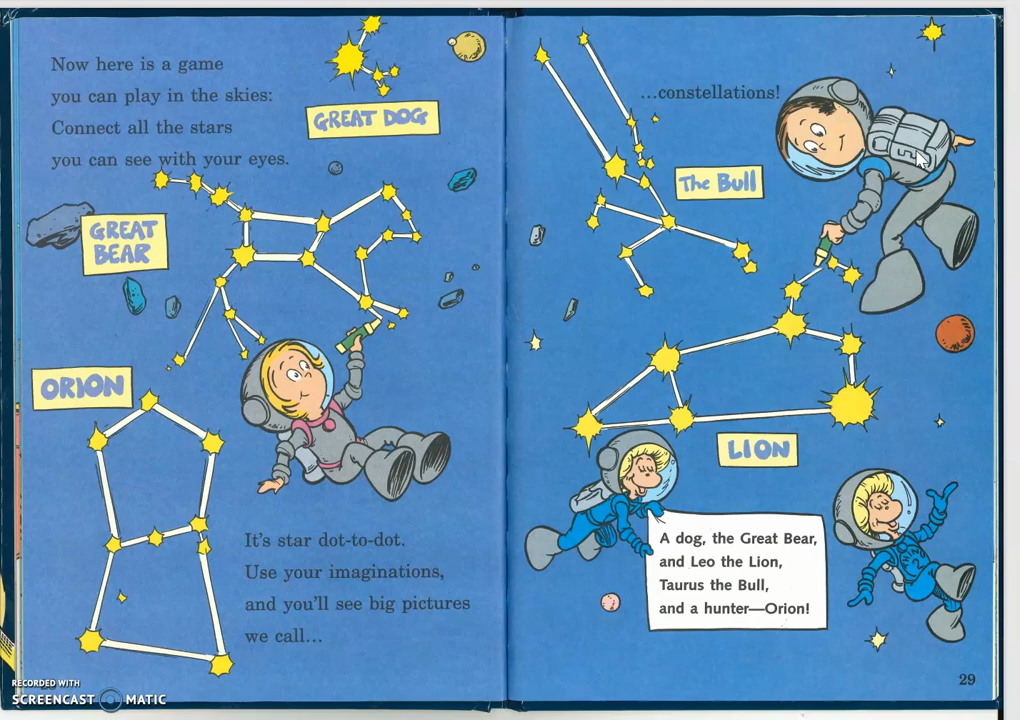 Now here is a game
you can play in the skies:
Connect all the stars
you can see with your eyes.
GREAT DOG
GREAT
BEAR
ORION
It's star dot-to-dot.
Use your imaginations,
and you'll see big pictures
we call...
...constellations!
The Bull
LION
A dog, the Great Bear,
and Leo the Lion,
Taurus the Bull,
and a hunter—Orion!
29
RECORDED WITH
SCREENCAST MATIC